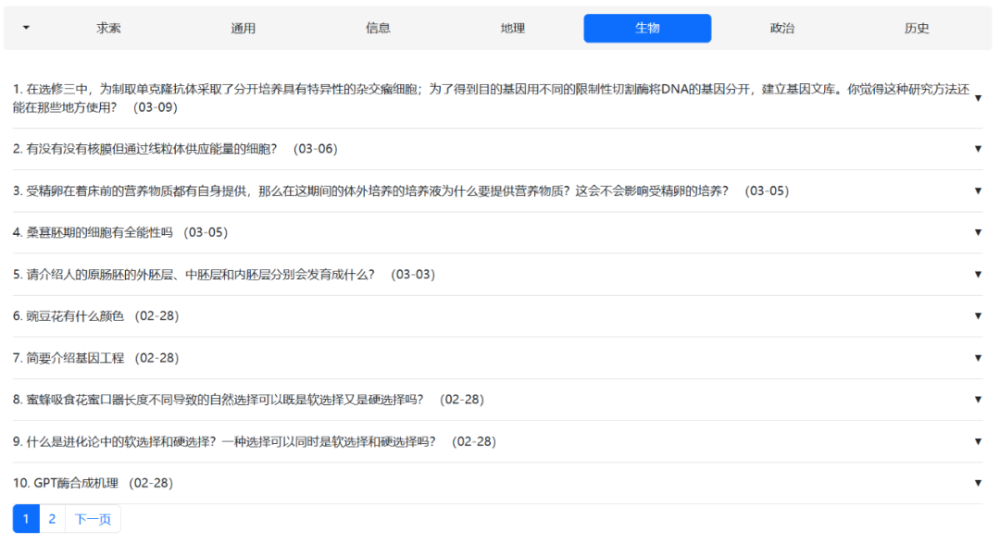 求索 通用 信息 地理 生物 政治 历史
1. 在选修三中，为制取单克隆抗体采取了分开培养具有特异性的杂交瘤细胞；为了得到目的基因用不同的限制性切割酶将DNA的基因分开，建立基因文库。你觉得这种研究方法还
能在那些地方使用？ （03-09）
2. 有没有没有核膜但通过线粒体供应能量的细胞？ （03-06）
3. 受精卵在着床前的营养物质都有自身提供，那么在这期间的体外培养的培养液为什么要提供营养物质？这会不会影响受精卵的培养？ （03-05）
4. 桑葚胚期的细胞有全能性吗 （03-05）
5. 请介绍人的原肠胚的外胚层、中胚层和内胚层分别会发育成什么？ （03-03）
6. 豌豆花有什么颜色 （02-28）
7. 简要介绍基因工程 （02-28）
8. 蜜蜂吸食花蜜口器长度不同导致的自然选择可以既是软选择又是硬选择吗？ （02-28）
9. 什么是进化论中的软选择和硬选择？一种选择可以同时是软选择和硬选择吗？ （02-28）
10. GPT酶合成机理 （02-28）
1 2 下一页